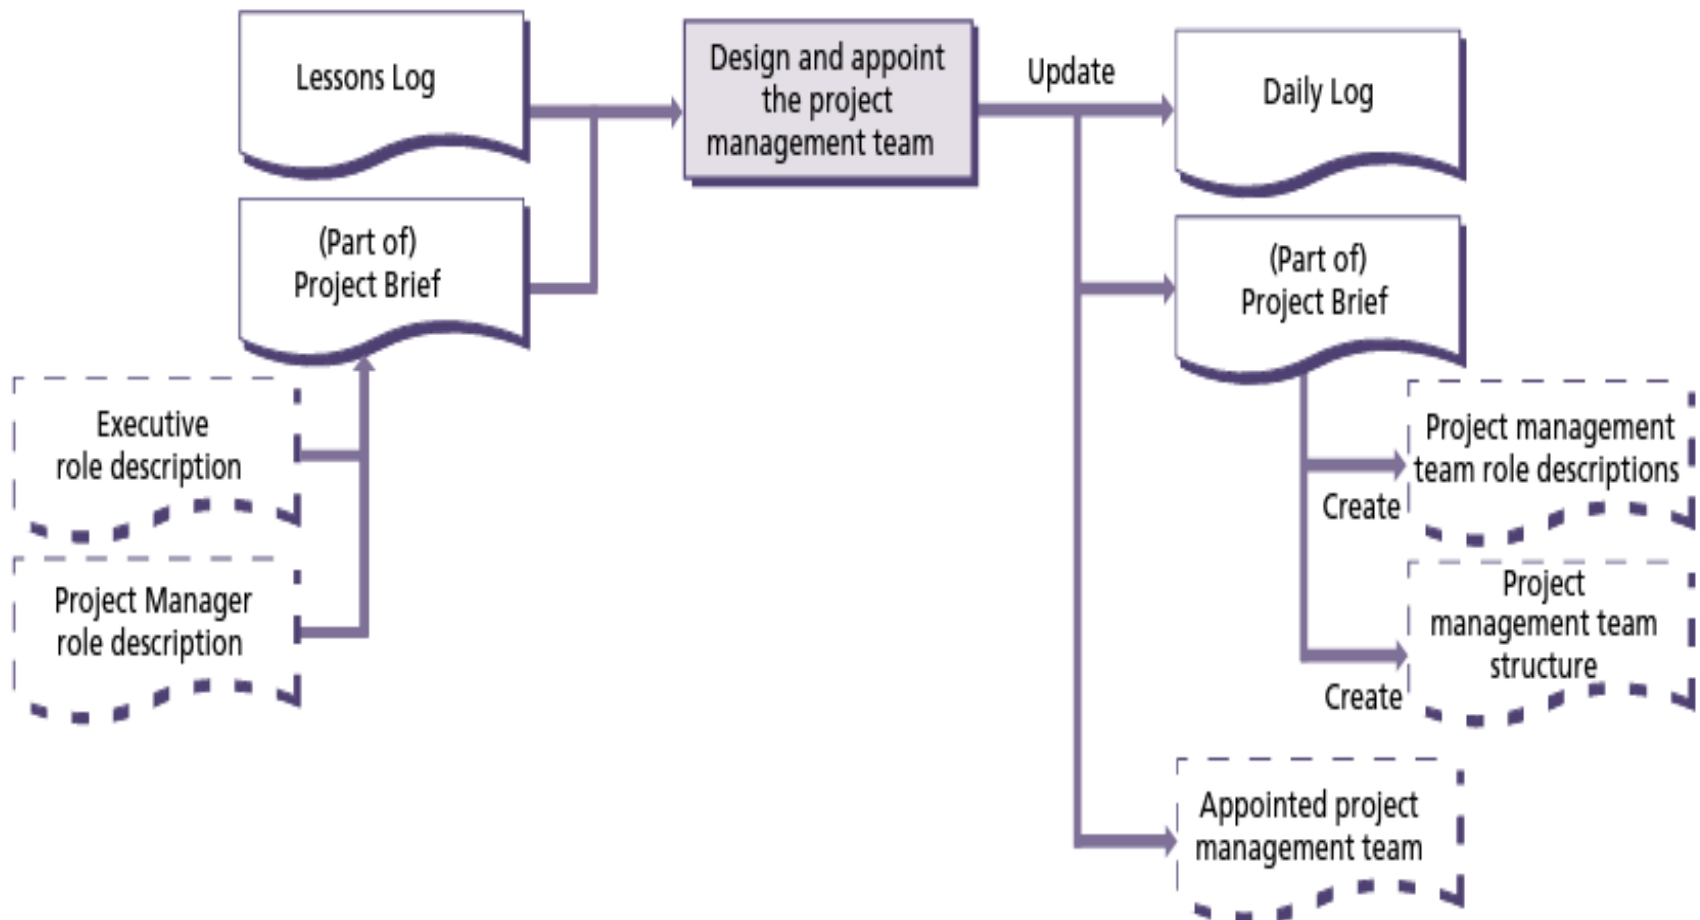 Lessons Log
Design and appoint
the project
management team
Update
Daily Log
(Part of)
Project Brief
(Part of)
Project Brief
Executive
role description
Project management
team role descriptions
Create
Project Manager
role description
Project
management team
structure
Create
Appointed project
management team